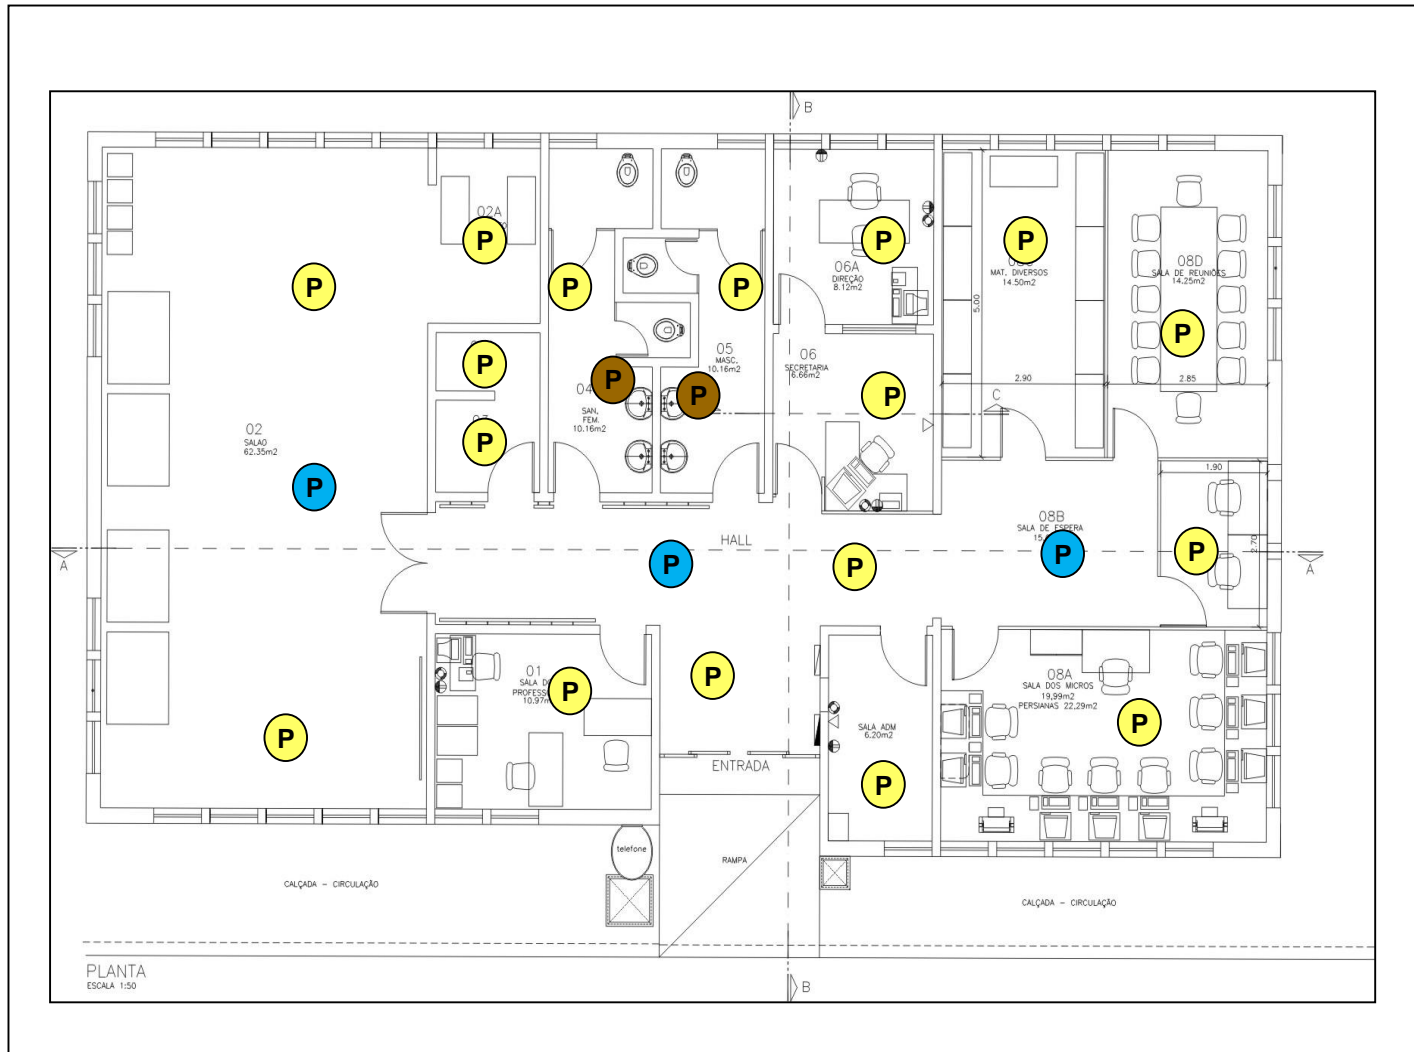 B
02A
P
P
P
P
P
06A
DIREÇÃO
8.12m2
P
P
MAT. DIVERSOS
14.50m2
5.00
08D
SALA DE REUNIÕES
14.25m2
P
P
05
MASC.
10.16m2
06
SECRETARIA
6.66m2
P
2.90
2.85
C
P
04
SAN.
FEM.
10.16m2
P
P
02
SALAO
62.35m2
P
P
1.90
A
HALL
P
P
08B
SALA DE ESPERA
P
P
2.70
A
01
P
10.97m
P
08A
SALA DOS MICROS
19,99m2
PERSIANAS 22,29m2
P
P
SALA ADM
6.20m2
P
ENTRADA
telefone
RAMPA
CALÇADA – CIRCULAÇÃO
CALÇADA – CIRCULAÇÃO
PLANTA
ESCALA 1:50
B